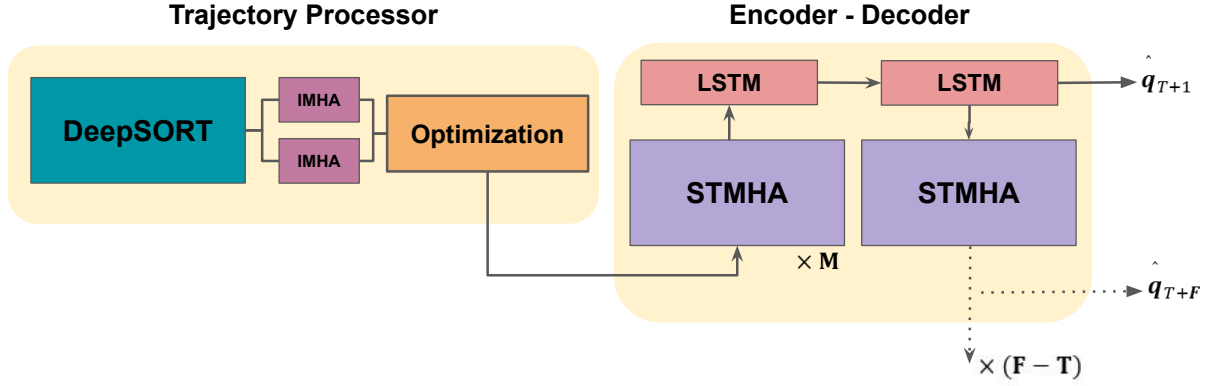 Trajectory Processor
Encoder - Decoder
DeepSORT
IMHA
IMHA
Optimization
LSTM
LSTM
STMHA
STMHA
× M
q̂_{T+1}
q̂_{T+F}
× (F − T)